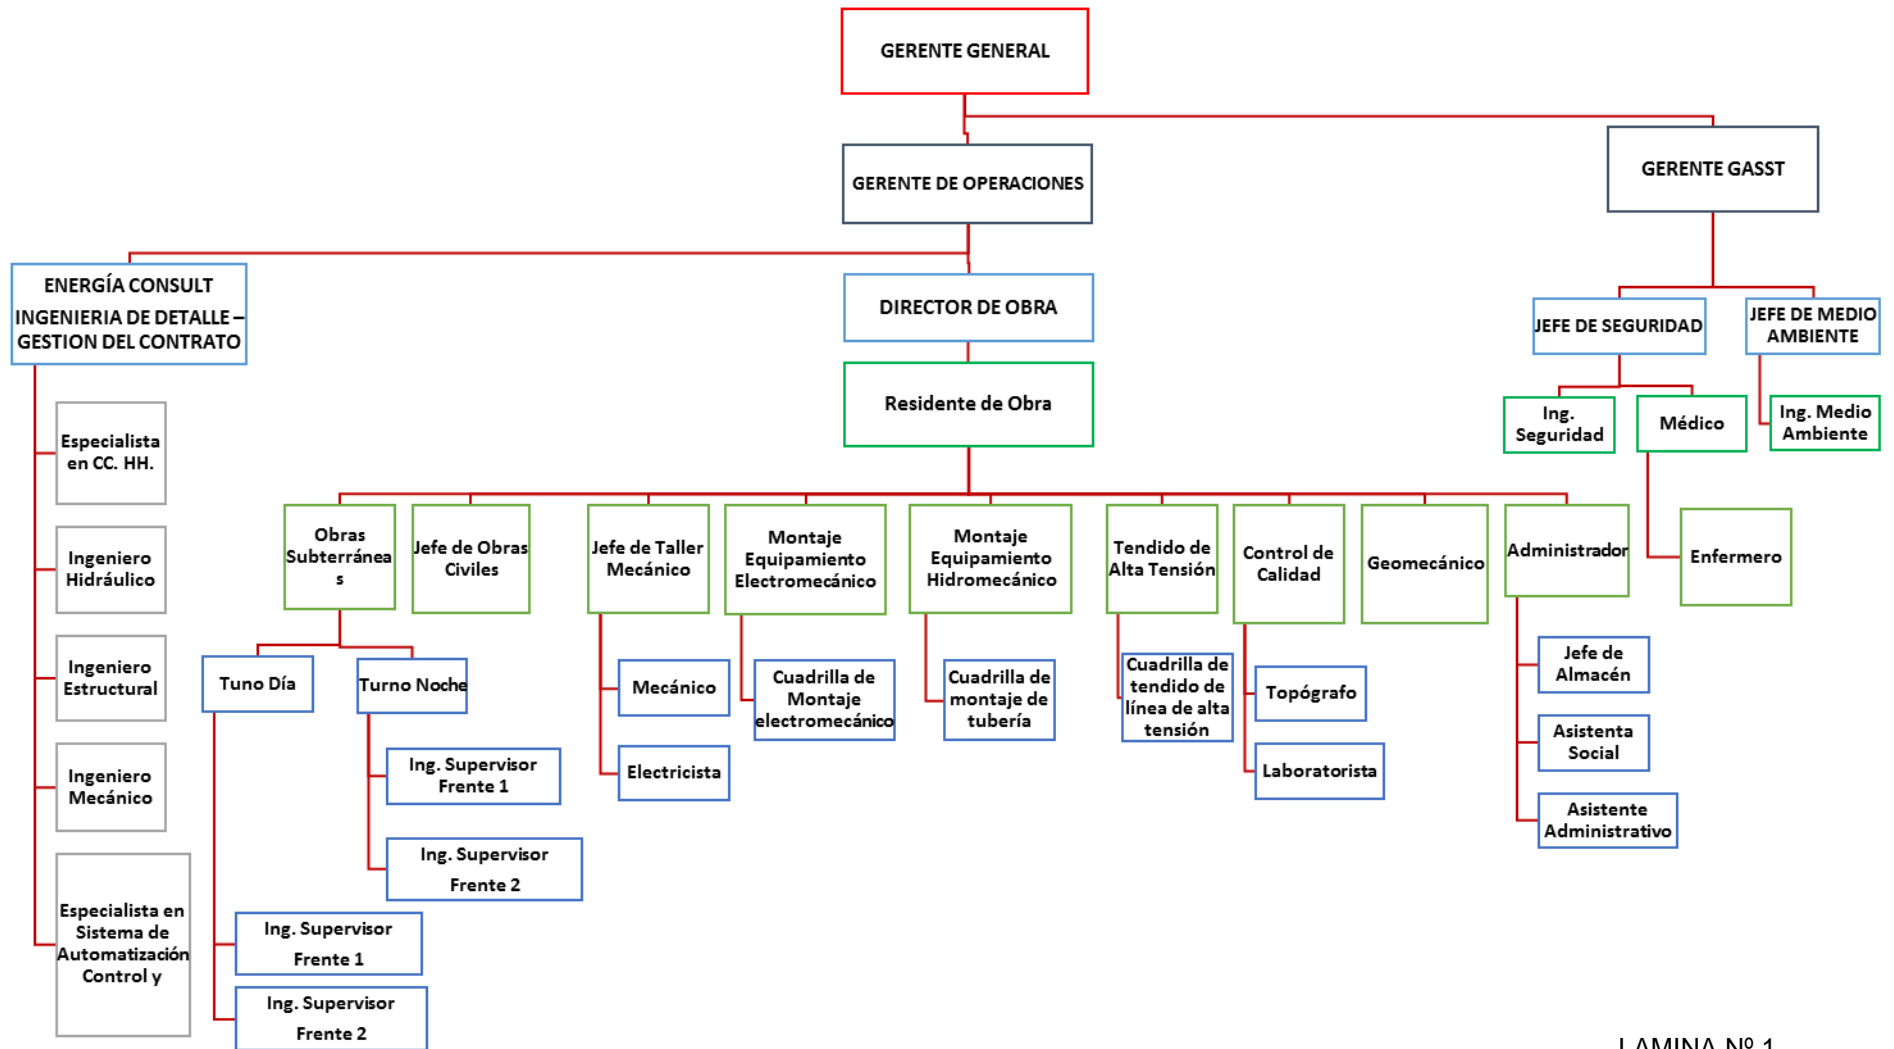 GERENTE GENERAL
GERENTE DE OPERACIONES
GERENTE GASST
ENERGÍA CONSULT
INGENIERIA DE DETALLE –
GESTION DEL CONTRATO
DIRECTOR DE OBRA
JEFE DE SEGURIDAD
JEFE DE MEDIO
AMBIENTE
Residente de Obra
Ing.
Seguridad
Médico
Ing. Medio
Ambiente
Especialista
en CC. HH.
Ingeniero
Hidráulico
Ingeniero
Estructural
Ingeniero
Mecánico
Especialista en
Sistema de
Automatización
Control y
Obras
Subterránea
s
Jefe de Obras
Civiles
Jefe de Taller
Mecánico
Montaje
Equipamiento
Electromecánico
Montaje
Equipamiento
Hidromecánico
Tendido de
Alta Tensión
Control de
Calidad
Geomecánico
Administrador
Enfermero
Tuno Día
Turno Noche
Mecánico
Electricista
Cuadrilla de
Montaje
electromecánico
Cuadrilla de
montaje de
tubería
Cuadrilla de
tendido de
línea de alta
tensión
Topógrafo
Laboratorista
Jefe de
Almacén
Asistenta
Social
Asistente
Administrativo
Ing. Supervisor
Frente 1
Ing. Supervisor
Frente 2
Ing. Supervisor
Frente 1
Ing. Supervisor
Frente 2
LAMINA Nº 1